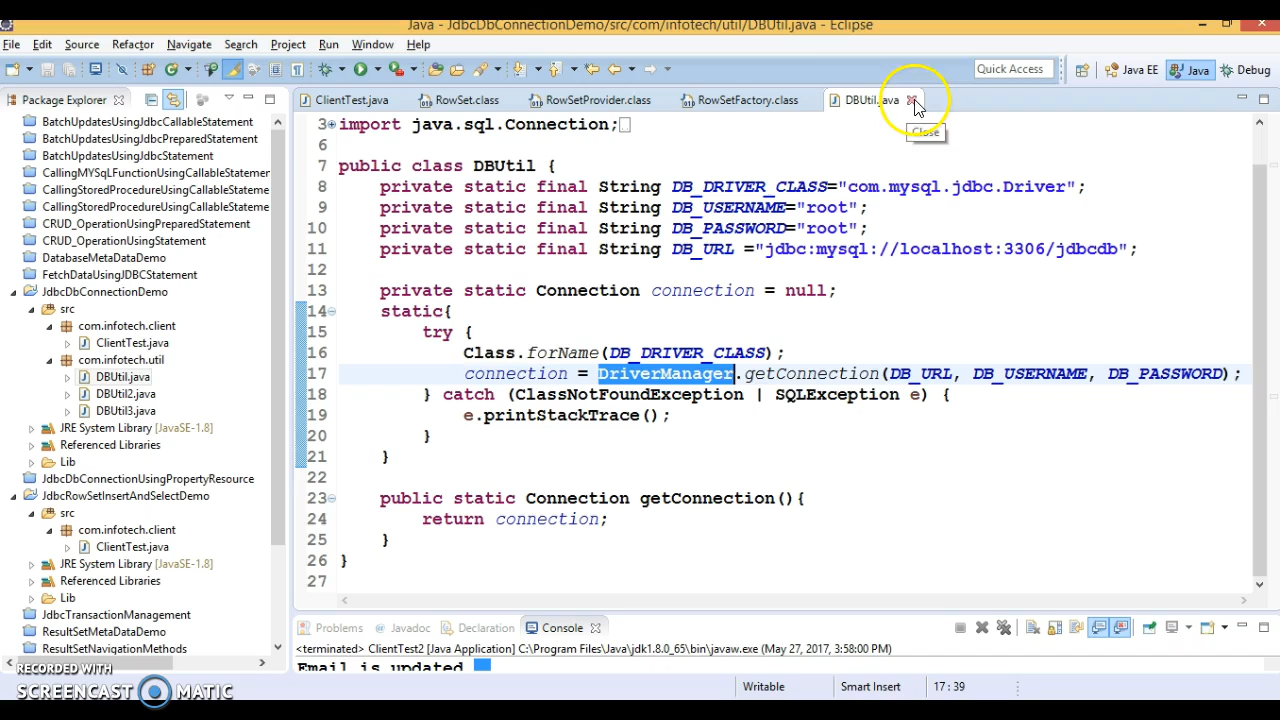 Java - JdbcDbConnectionDemo/src/com/infotech/util/DBUtil.java - Eclipse
File Edit Source Refactor Navigate Search Project Run Window Help
Quick Access Java EE Java Debug
Package Explorer
BatchUpdatesUsingJdbcCallableStatement
BatchUpdatesUsingJdbcPreparedStatement
BatchUpdatesUsingJdbcStatement
CallingMYSqlFunctionUsingCallableStatemer
CallingStoredProcedureUsingCallableStateme
CallingStoredProcedureUsingCallableStateme
CRUD_OperationUsingPreparedStatement
CRUD_OperationUsingStatement
DatabaseMetaDataDemo
FetchDataUsingJDBCStatement
JdbcDbConnectionDemo
src
com.infotech.client
ClientTest.java
com.infotech.util
DBUtil.java
DBUtil2.java
DBUtil3.java
JRE System Library [JavaSE-1.8]
Referenced Libraries
Lib
JdbcDbConnectionUsingPropertyResource
JdbcRowSetInsertAndSelectDemo
src
com.infotech.client
ClientTest.java
JRE System Library [JavaSE-1.8]
Referenced Libraries
Lib
JdbcTransactionManagement
ResultSetMetaDataDemo
ResultSetNavigationMethods
ClientTest.java RowSet.class RowSetProvider.class RowSetFactory.class DBUtil.java
Close
3 import java.sql.Connection;
6
7 public class DBUtil {
8 private static final String DB_DRIVER_CLASS="com.mysql.jdbc.Driver";
9 private static final String DB_USERNAME="root";
10 private static final String DB_PASSWORD="root";
11 private static final String DB_URL ="jdbc:mysql://localhost:3306/jdbcdb";
12
13 private static Connection connection = null;
14 static{
15 try {
16 Class.forName(DB_DRIVER_CLASS);
17 connection = DriverManager.getConnection(DB_URL, DB_USERNAME, DB_PASSWORD);
18 } catch (ClassNotFoundException | SQLException e) {
19 e.printStackTrace();
20 }
21 }
22
23 public static Connection getConnection(){
24 return connection;
25 }
26 }
27
Problems Javadoc Declaration Console
<terminated> ClientTest2 [Java Application] C:\Program Files\Java\jdk1.8.0_65\bin\javaw.exe (May 27, 2017, 3:58:00 PM)
Email is updated
Writable Smart Insert 17 : 39
RECORDED WITH
SCREENCAST MATIC